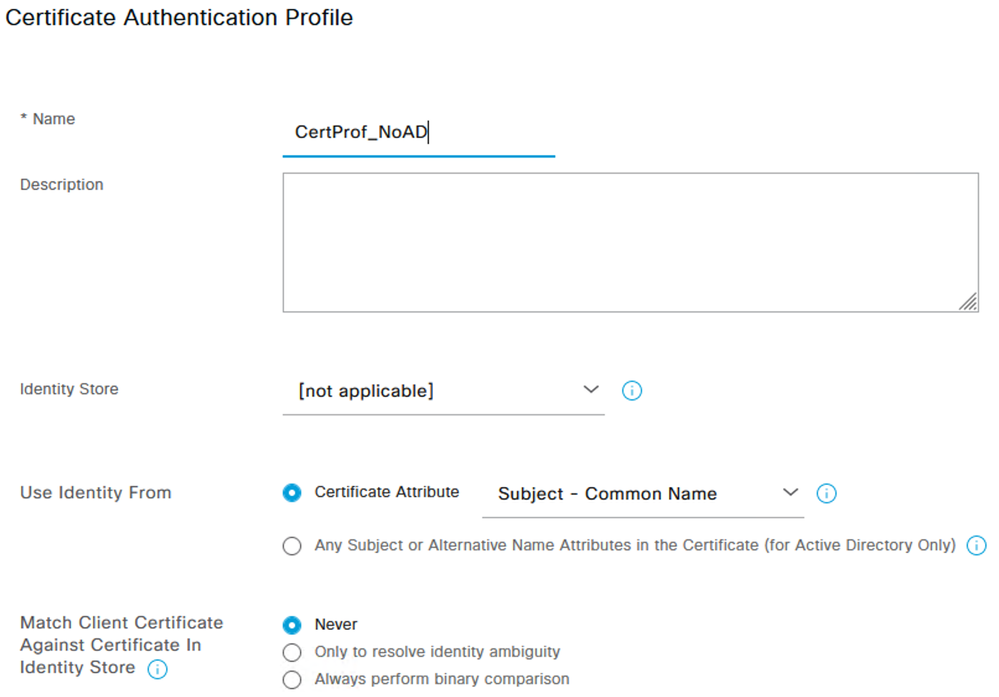 Certificate Authentication Profile
* Name
CertProf_NoAD
Description
Identity Store
[not applicable]
Use Identity From
Certificate Attribute
Subject - Common Name
Any Subject or Alternative Name Attributes in the Certificate (for Active Directory Only)
Match Client Certificate
Against Certificate In
Identity Store
Never
Only to resolve identity ambiguity
Always perform binary comparison